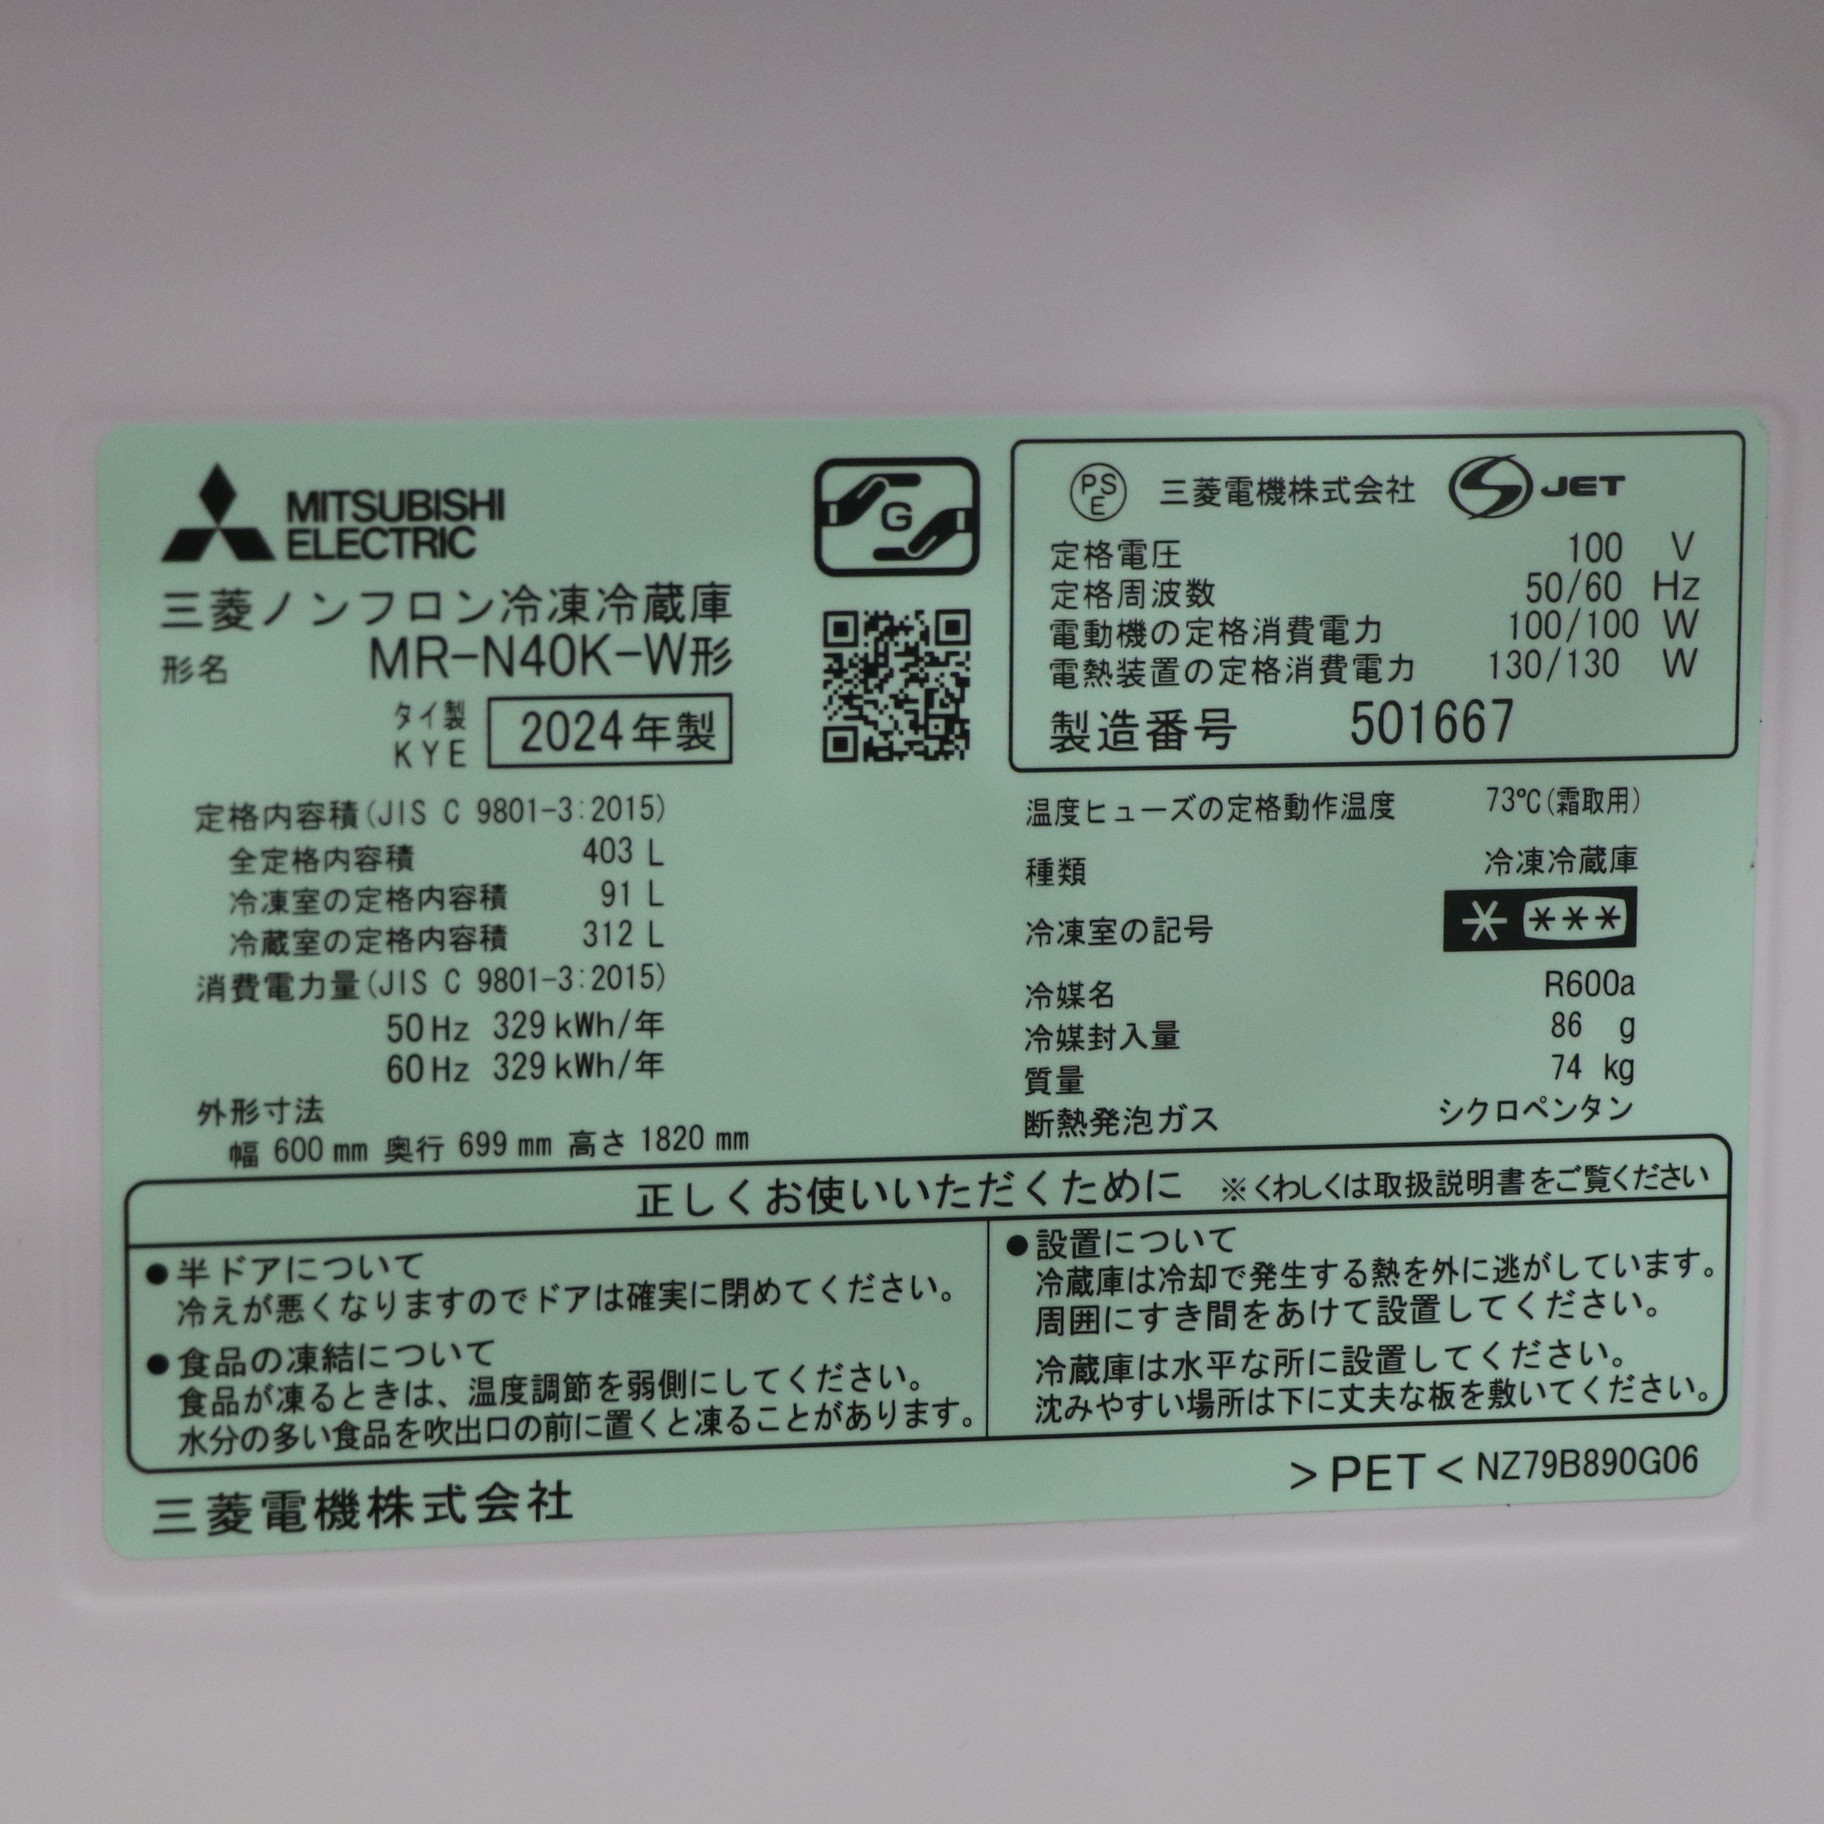 MITSUBISHI
ELECTRIC
三菱ノンフロン冷凍冷蔵庫
形名 MR-N40K-W形
タイ製
KYE 2024年製
G
定格内容積(JIS C 9801-3:2015)
全定格内容積 403 L
冷凍室の定格内容積 91 L
冷蔵室の定格内容積 312 L
消費電力量(JIS C 9801-3:2015)
50Hz 329kWh/年
60Hz 329kWh/年
外形寸法
幅 600mm 奥行 699mm 高さ 1820mm
PSE 三菱電機株式会社 JET
定格電圧 100 V
定格周波数 50/60 Hz
電動機の定格消費電力 100/100 W
電熱装置の定格消費電力 130/130 W
製造番号 501667
温度ヒューズの定格動作温度 73℃(霜取用)
種類 冷凍冷蔵庫
冷凍室の記号 * ***
冷媒名 R600a
冷媒封入量 86 g
質量 74 kg
断熱発泡ガス シクロペンタン
正しくお使いいただくために ※くわしくは取扱説明書をご覧ください
●半ドアについて
冷えが悪くなりますのでドアは確実に閉めてください。
●食品の凍結について
食品が凍るときは、温度調節を弱側にしてください。
水分の多い食品を吹出口の前に置くと凍ることがあります。
●設置について
冷蔵庫は冷却で発生する熱を外に逃がしています。
周囲にすき間をあけて設置してください。
冷蔵庫は水平な所に設置してください。
沈みやすい場所は下に丈夫な板を敷いてください。
三菱電機株式会社
>PET< NZ79B890G06